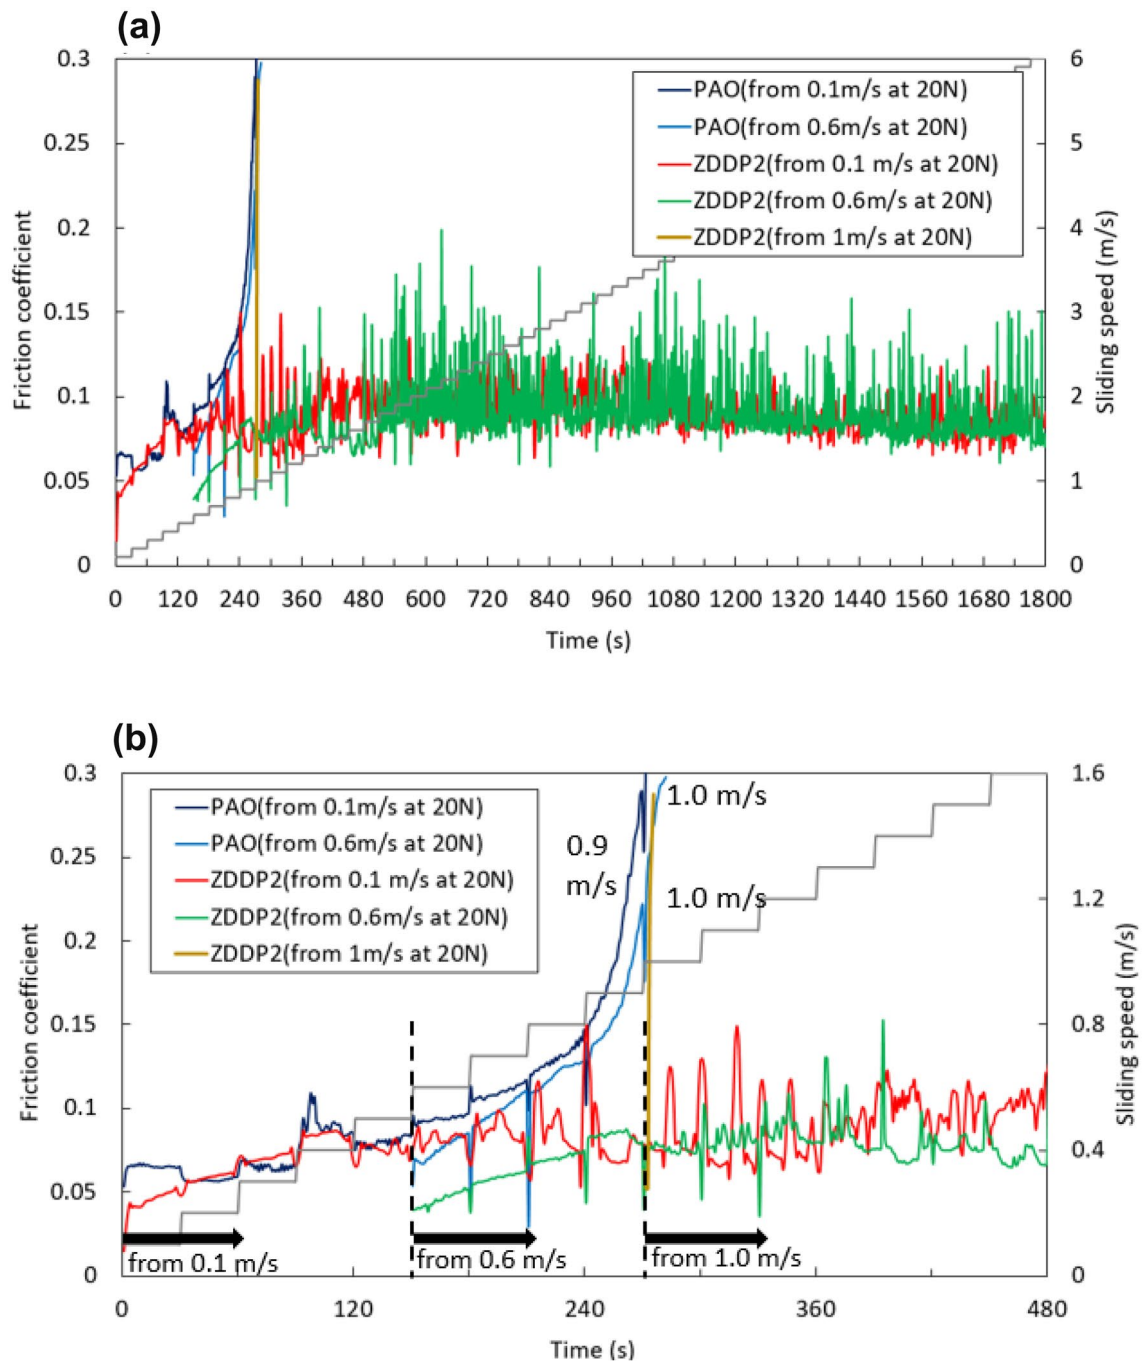 (a)
0.3
0.25
0.2
0.15
0.1
0.05
0
Friction coefficient
6
5
4
3
2
1
0
Sliding speed (m/s)
PAO(from 0.1m/s at 20N)
PAO(from 0.6m/s at 20N)
ZDDP2(from 0.1 m/s at 20N)
ZDDP2(from 0.6m/s at 20N)
ZDDP2(from 1m/s at 20N)
0 120 240 360 480 600 720 840 960 1080 1200 1320 1440 1560 1680 1800
Time (s)
(b)
0.3
0.25
0.2
0.15
0.1
0.05
0
Friction coefficient
1.6
1.2
0.8
0.4
0
Sliding speed (m/s)
PAO(from 0.1m/s at 20N)
PAO(from 0.6m/s at 20N)
ZDDP2(from 0.1 m/s at 20N)
ZDDP2(from 0.6m/s at 20N)
ZDDP2(from 1m/s at 20N)
0.9
m/s
1.0 m/s
1.0 m/s
from 0.1 m/s
from 0.6 m/s
from 1.0 m/s
0 120 240 360 480
Time (s)